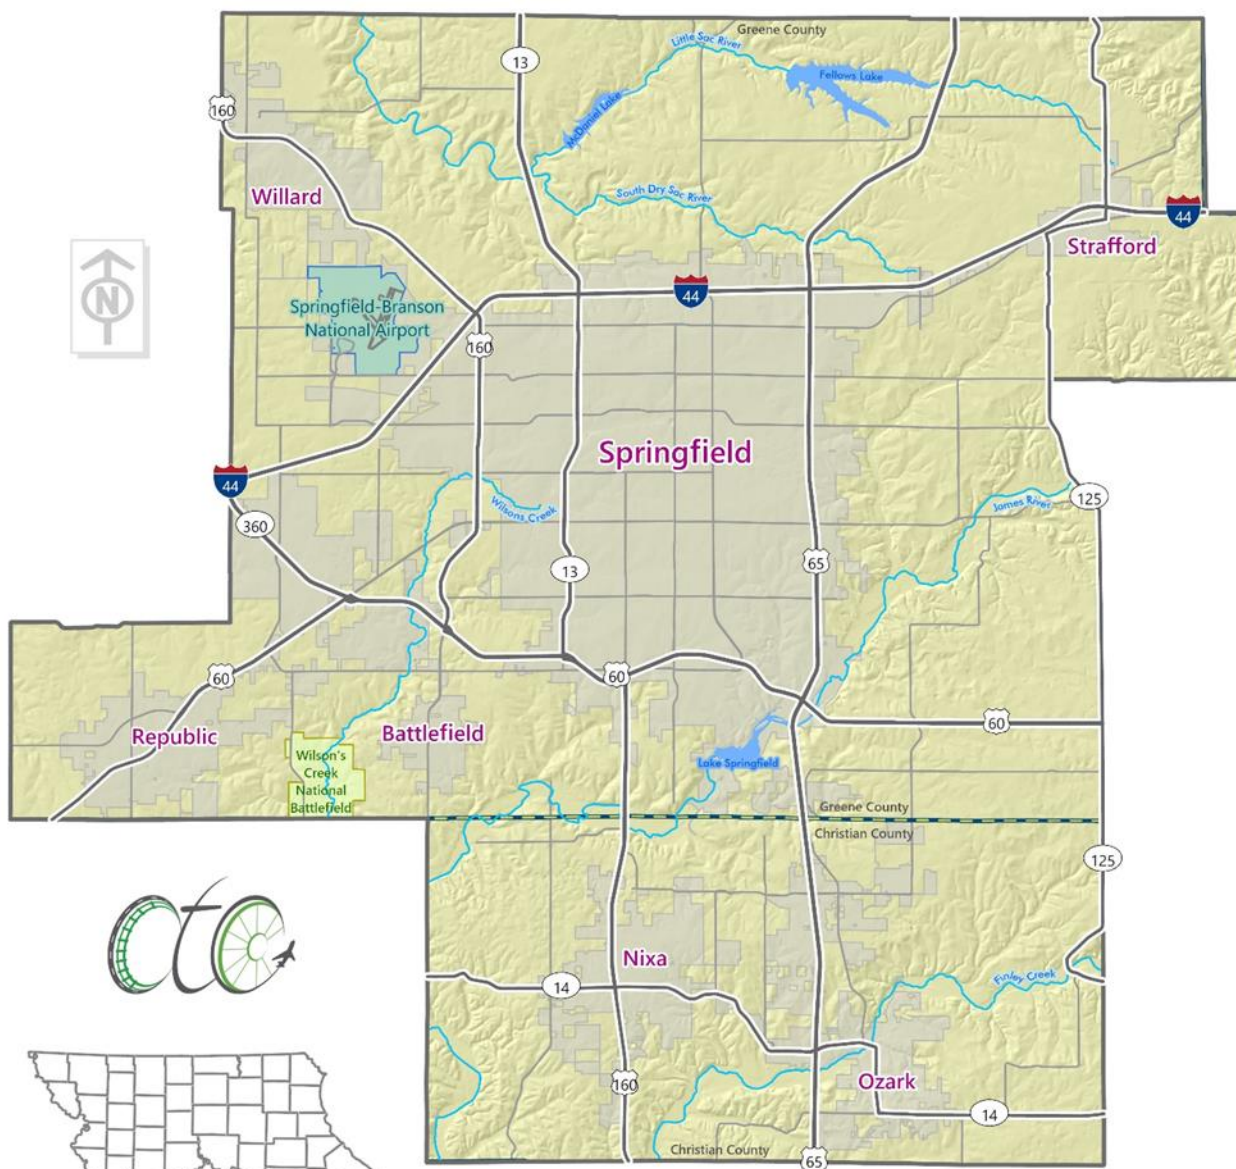 Greene County
Little Sac River
13
Fellows Lake
McDaniel Lake
160
Willard
South Dry Sac River
44
Strafford
N
Springfield-Branson
National Airport
44
160
Springfield
44
Wilsons Creek
125
James River
360
13
65
60
60
60
Republic
Battlefield
Lake Springfield
Wilson's
Creek
National
Battlefield
Greene County
Christian County
125
cto
Nixa
14
Finley Creek
160
Ozark
14
Christian County
65